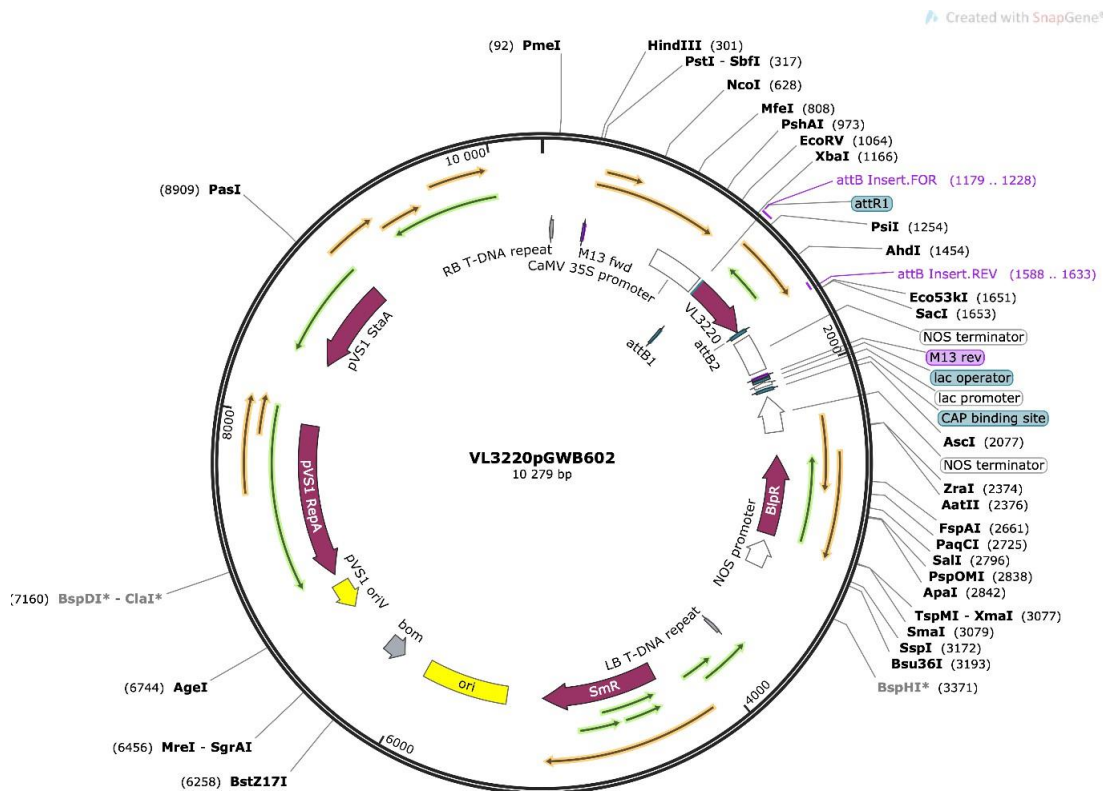 Created with SnapGene®
(92) PmeI
HindIII (301)
PstI - SbfI (317)
NcoI (628)
MfeI (808)
PshAI (973)
EcoRV (1064)
XbaI (1166)
attB Insert.FOR (1179 .. 1228)
attR1
PsiI (1254)
AhdI (1454)
attB Insert.REV (1588 .. 1633)
Eco53kI (1651)
SacI (1653)
NOS terminator
M13 rev
lac operator
lac promoter
CAP binding site
AscI (2077)
NOS terminator
ZraI (2374)
AatII (2376)
FspAI (2661)
PaqCI (2725)
SalI (2796)
PspOMI (2838)
ApaI (2842)
TspMI - XmaI (3077)
SmaI (3079)
SspI (3172)
Bsu36I (3193)
BspHI* (3371)
(6258) BstZ17I
(6456) MreI - SgrAI
(6744) AgeI
(7160) BspDI* - ClaI*
(8909) PasI
10 000
2000
4000
6000
8000
RB T-DNA repeat
M13 fwd
CaMV 35S promoter
VL3220
attB1
attB2
BlpR
NOS promoter
LB T-DNA repeat
SmR
ori
bom
pVS1 oriV
pVS1 RepA
pVS1 StaA
VL3220pGWB602
10 279 bp